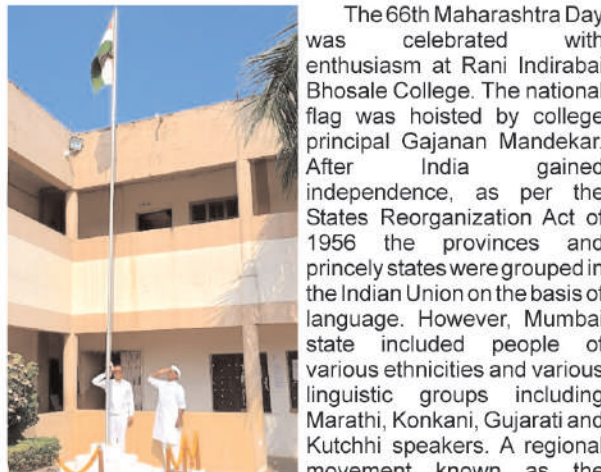 The 66th Maharashtra Day
was celebrated with
enthusiasm at Rani Indirabai
Bhosale College. The national
flag was hoisted by college
principal Gajanan Mandekar.
After India gained
independence, as per the
States Reorganization Act of
1956 the provinces and
princely states were grouped in
the Indian Union on the basis of
language. However, Mumbai
state included people of
various ethnicities and various
linguistic groups including
Marathi, Konkani, Gujarati and
Kutchhi speakers. A regional
movement known as the